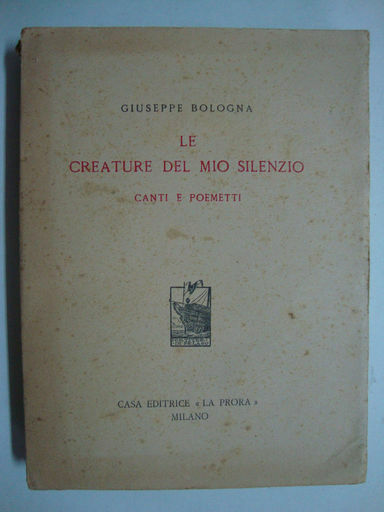 GIUSEPPE BOLOGNA
LE
CREATURE DEL MIO SILENZIO
CANTI E POEMETTI
CASA EDITRICE « LA PRORA »
MILANO